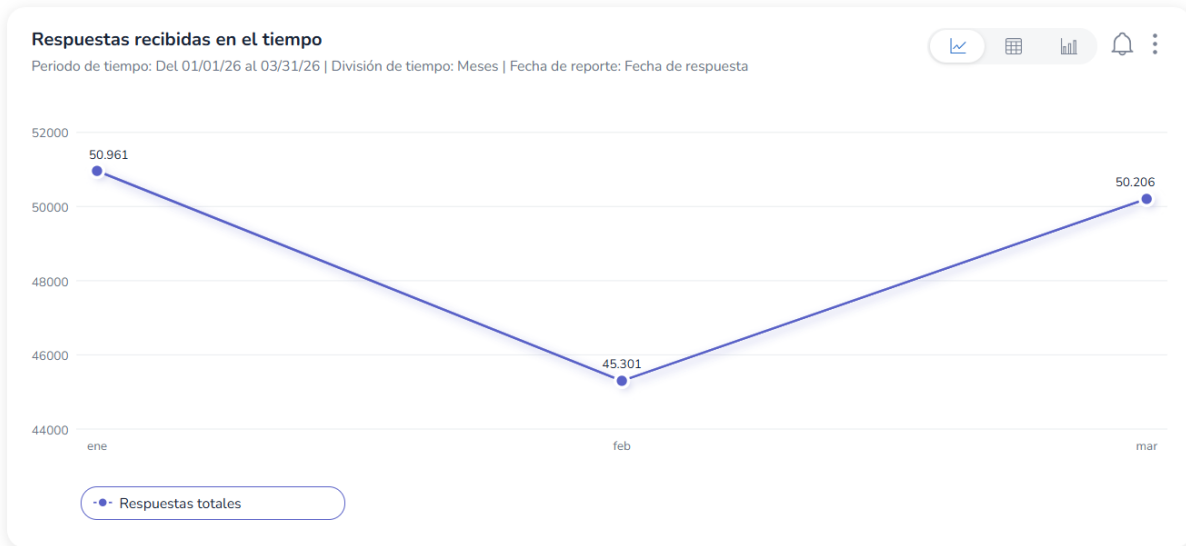 Respuestas recibidas en el tiempo
Periodo de tiempo: Del 01/01/26 al 03/31/26 | División de tiempo: Meses | Fecha de reporte: Fecha de respuesta
52000
50.961
50.206
50000
48000
46000
45.301
44000
ene
feb
mar
Respuestas totales